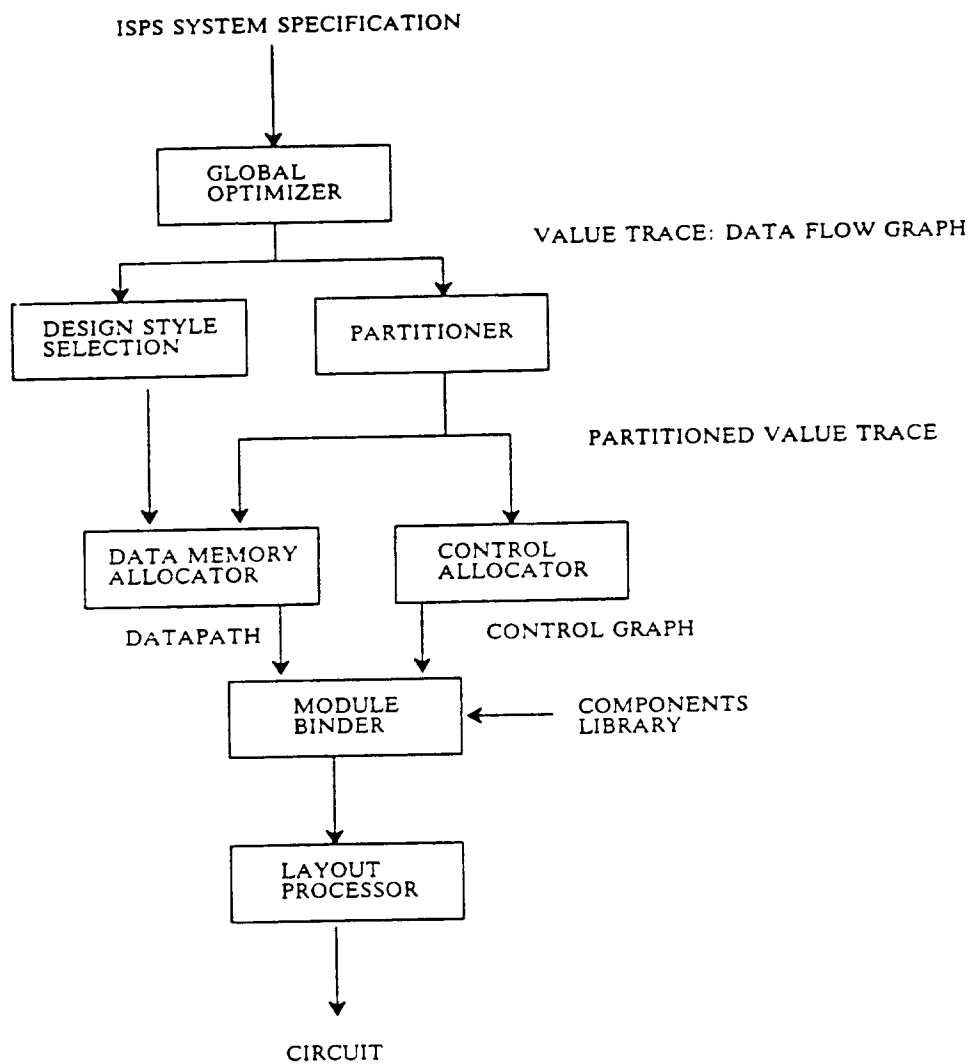 ISPS SYSTEM SPECIFICATION
GLOBAL
OPTIMIZER
VALUE TRACE: DATA FLOW GRAPH
DESIGN STYLE
SELECTION
PARTITIONER
PARTITIONED VALUE TRACE
DATA MEMORY
ALLOCATOR
CONTROL
ALLOCATOR
DATAPATH
CONTROL GRAPH
MODULE
BINDER
COMPONENTS
LIBRARY
LAYOUT
PROCESSOR
CIRCUIT